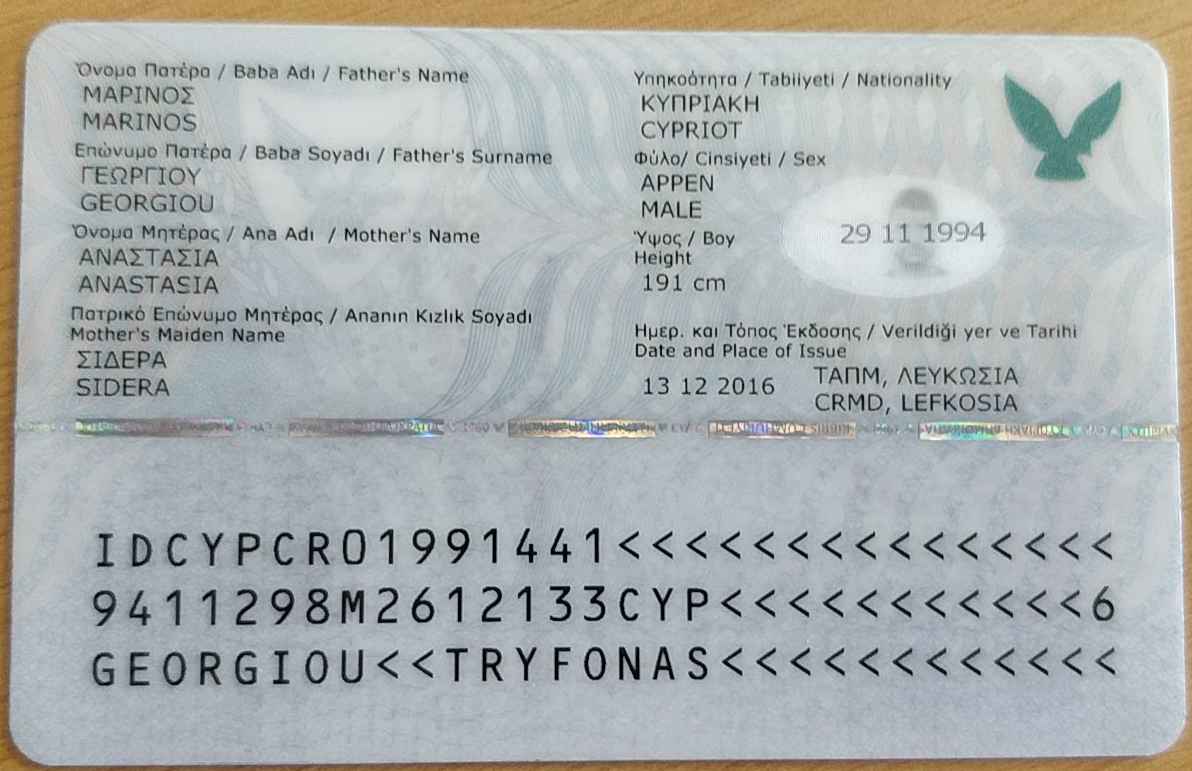 Όνομα Πατέρα / Baba Adı / Father's Name
ΜΑΡΙΝΟΣ
MARINOS
Επώνυμο Πατέρα / Baba Soyadı / Father's Surname
ΓΕΩΡΓΙΟΥ
GEORGIOU
Όνομα Μητέρας / Ana Adı / Mother's Name
ΑΝΑΣΤΑΣΙΑ
ANASTASIA
Πατρικό Επώνυμο Μητέρας / Ananın Kızlık Soyadı
Mother's Maiden Name
ΣΙΔΕΡΑ
SIDERA
Υπηκοότητα / Tabiiyeti / Nationality
ΚΥΠΡΙΑΚΗ
CYPRIOT
Φύλο/ Cinsiyeti / Sex
ΑΡΡΕΝ
MALE
Ύψος / Boy
Height
191 cm
29 11 1994
Ημερ. και Τόπος Έκδοσης / Verildiği yer ve Tarihi
Date and Place of Issue
13 12 2016
ΤΑΠΜ, ΛΕΥΚΩΣΙΑ
CRMD, LEFKOSIA
IDCYPCR01991441<<<<<<<<<<<<<<<
9411298M2612133CYP<<<<<<<<<<<6
GEORGIOU<<TRYFONAS<<<<<<<<<<<<